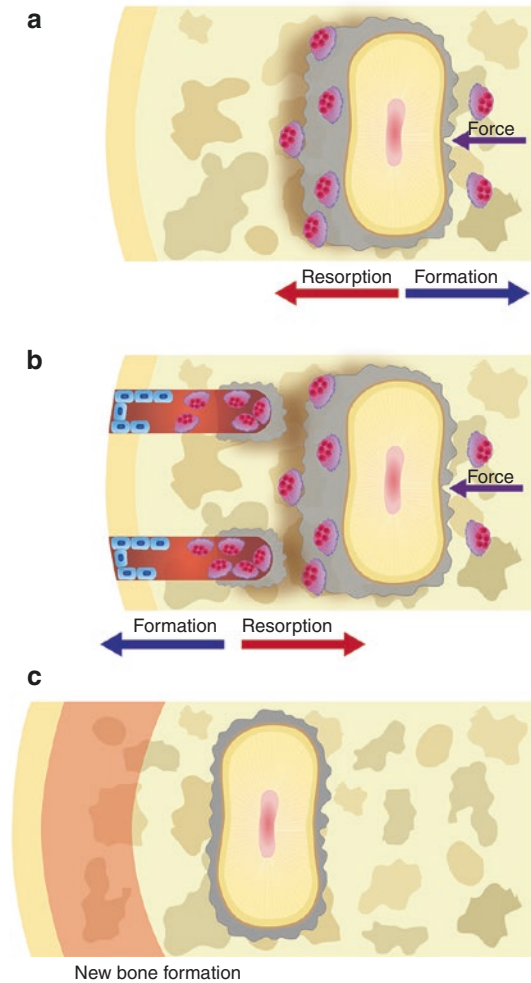 a
Force
Resorption Formation
b
Force
Formation Resorption
c
New bone formation